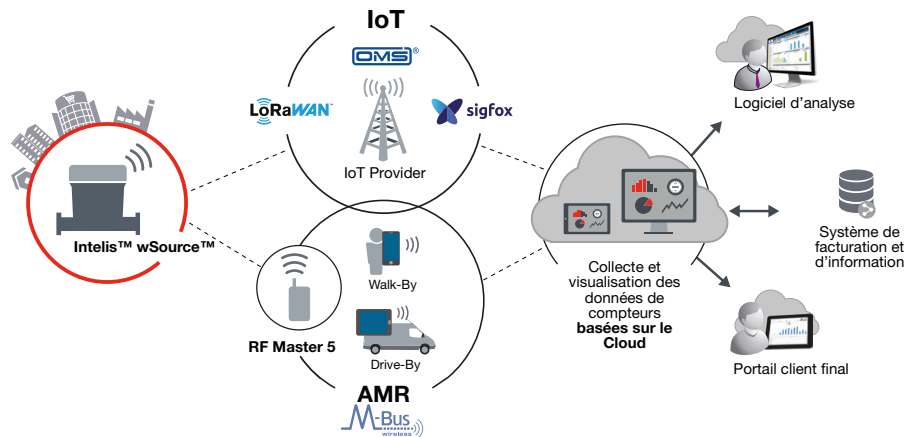 IoT
OMS®
LoRaWAN™
sigfox
IoT Provider
Intelis™ wSource™
Walk-By
RF Master 5
Drive-By
AMR
M-Bus
wireless
Collecte et
visualisation des
données de
compteurs
basées sur le
Cloud
Logiciel d'analyse
Système de
facturation et
d'information
Portail client final